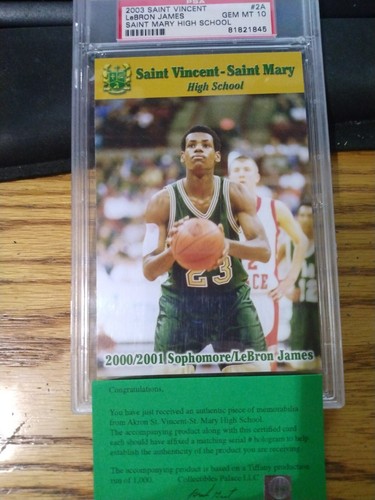 PSA
2003 SAINT VINCENT #2A
LeBRON JAMES GEM MT 10
SAINT MARY HIGH SCHOOL 81821845
Saint Vincent-Saint Mary
High School
23
2000/2001 Sophomore/LeBron James
Congratulations,
You have just received an authentic piece of memorabilia
from Akron St. Vincent-St. Mary High School.
The accompanying product along with this certified card
each should have affixed a matching serial # hologram to help
establish the authenticity of the product you are receiving.
The accompanying product is based on a Tiffany production
run of 1,000. Collectibles Palace LLC